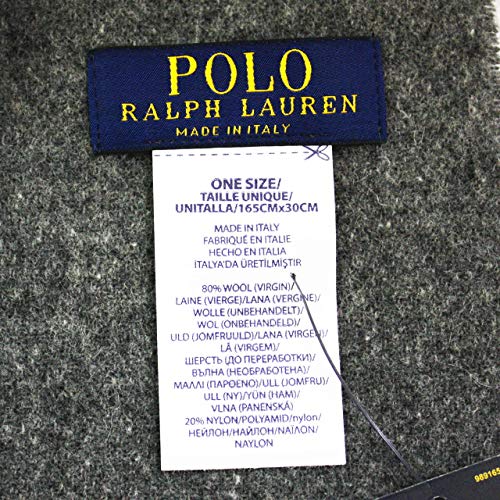 POLO
RALPH LAUREN
MADE IN ITALY
ONE SIZE/
TAILLE UNIQUE/
UNITALLA/165CMx30CM
MADE IN ITALY
FABRIQUÉ EN ITALIE
HECHO EN ITALIA
ITALYA'DA ÜRETİLMİŞTİR
80% WOOL (VIRGIN)/
LAINE (VIERGE)/LANA (VERGINE)/
WOLLE (UNBEHANDELT)/
WOL (ONBEHANDELD)/
ULD (JOMFRUULD)/LANA (VIRGEN)/
LÃ (VIRGEM)/
ШЕРСТЬ (ДО ПЕРЕРАБОТКИ)/
ВЪЛНА (НЕОБРАБОТЕНА)/
ΜΑΛΛΙ (ΠΑΡΘΕΝΟ)/ULL (JOMFRU)/
ULL (NY)/YÜN (HAM)/
VLNA (PANENSKÁ)
20% NYLON/POLYAMID/nylon/
НЕЙЛОН/НАЙЛОН/ΝΑΪΛΟΝ/
NAYLON
989165